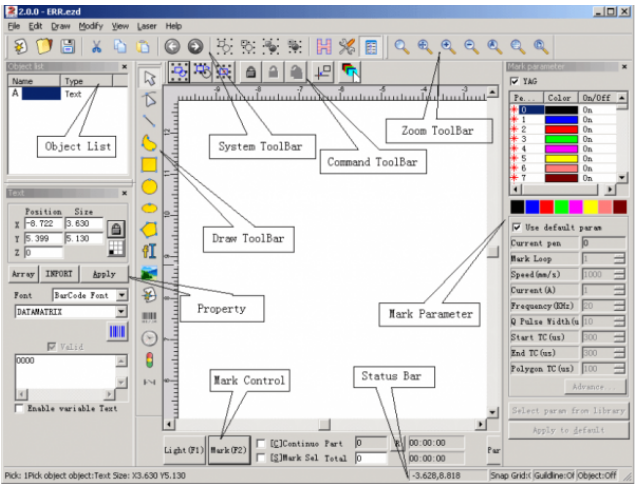 2.0.0 - ERR.ezd
File Edit Draw Modify View Laser Help
Object list
Name Type
A Text
Object List
System ToolBar
Command ToolBar
Zoom ToolBar
Draw ToolBar
Property
Mark Parameter
Mark Control
Status Bar
Text
Position Size
X -8.722 3.630
Y 5.399 5.130
Z 0
Array INPORT Apply
Font BarCode Font
DATAMATRIX
Valid
0000
Enable variable Text
Mark parameter
YAG
Pe... Color On/Off
0 On
1 On
2 On
3 On
4 On
5 On
6 On
7 On
Use default param
Current pen 0
Mark Loop 1
Speed(mm/s) 1000
Current(A) 1
Frequency(KHz) 20
Q Pulse Width(u 10
Start TC(us) 300
End TC(us) 300
Polygon TC(us) 100
Advance...
Select param from library
Apply to default
Light(F1) Mark(F2)
[C]Continuo Part 0 R 00:00:00
[S]Mark Sel Total 0 00:00:00
Par
Pick: 1Pick object object:Text Size: X3.630 Y5.130 -3.628,8.818 Snap Grid:( Guildline:Of Object:Off